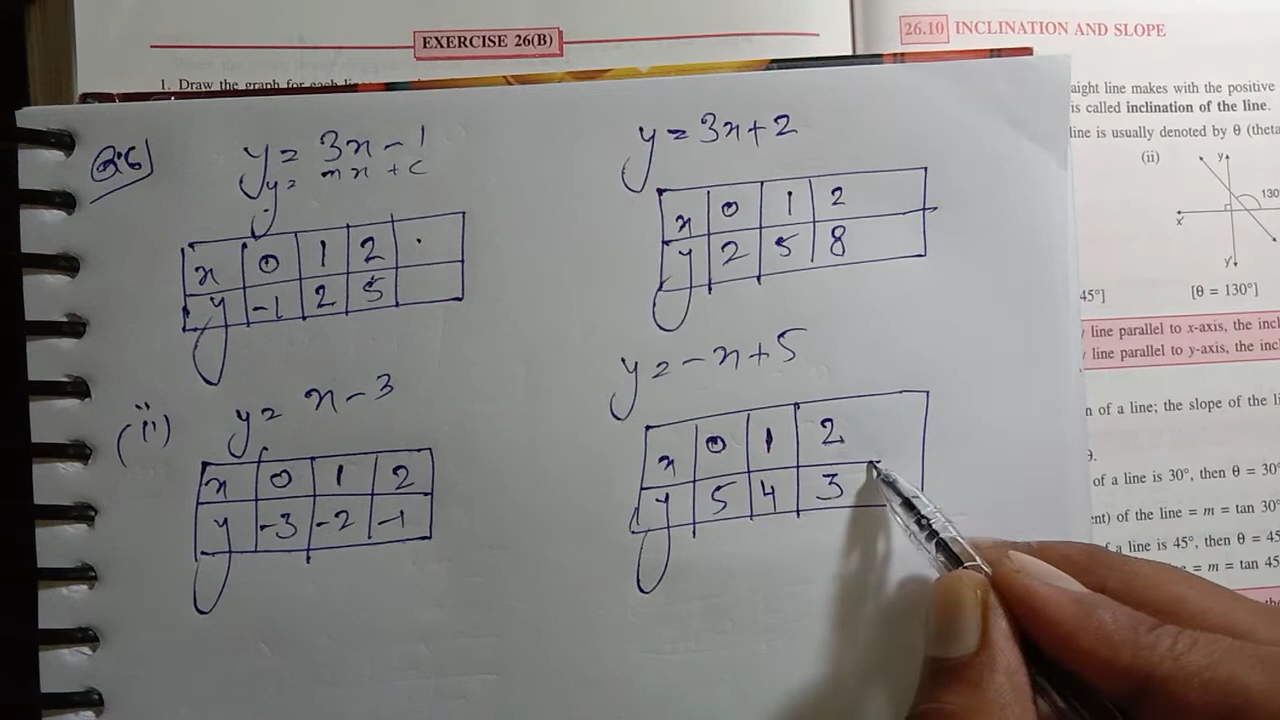 EXERCISE 26(B)
1. Draw the graph for each
26.10 INCLINATION AND SLOPE
aight line makes with the positive
is called inclination of the line.
line is usually denoted by θ (theta
(ii)
y
130°
x
y'
45°]
[θ = 130°]
line parallel to x-axis, the incl
line parallel to y-axis, the incl
n of a line; the slope of the li
θ.
of a line is 30°, then θ = 30°
ent) of the line = m = tan 30°
f a line is 45°, then θ = 45°
= m = tan 45
Q.6)
y = 3x - 1
y = mx + c
x 0 1 2 .
y -1 2 5
y = 3x + 2
x 0 1 2
y 2 5 8
(ii) y = x - 3
x 0 1 2
y -3 -2 -1
y = -x + 5
x 0 1 2
y 5 4 3